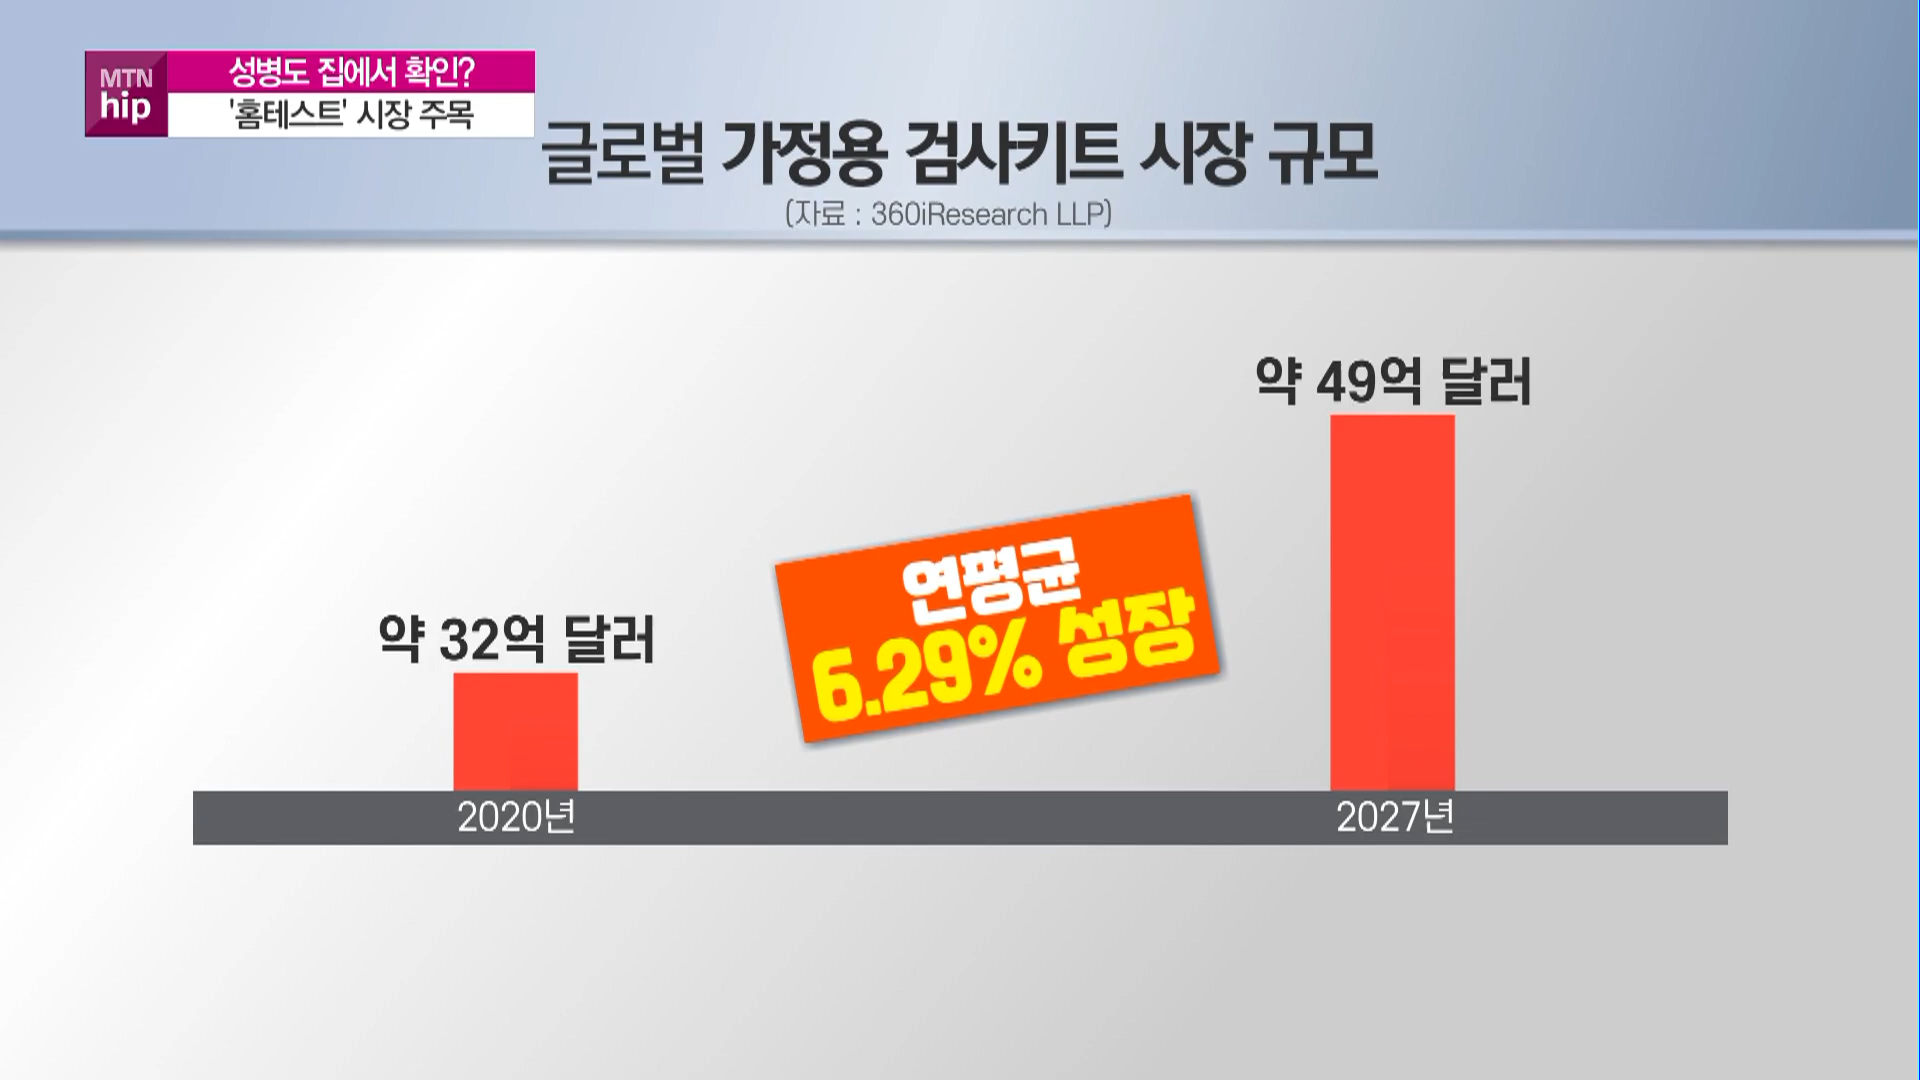 MTN
hip
성병도 집에서 확인?
'홈테스트' 시장 주목
글로벌 가정용 검사키트 시장 규모
(자료 : 360iResearch LLP)
약 32억 달러
연평균
6.29% 성장
약 49억 달러
2020년
2027년